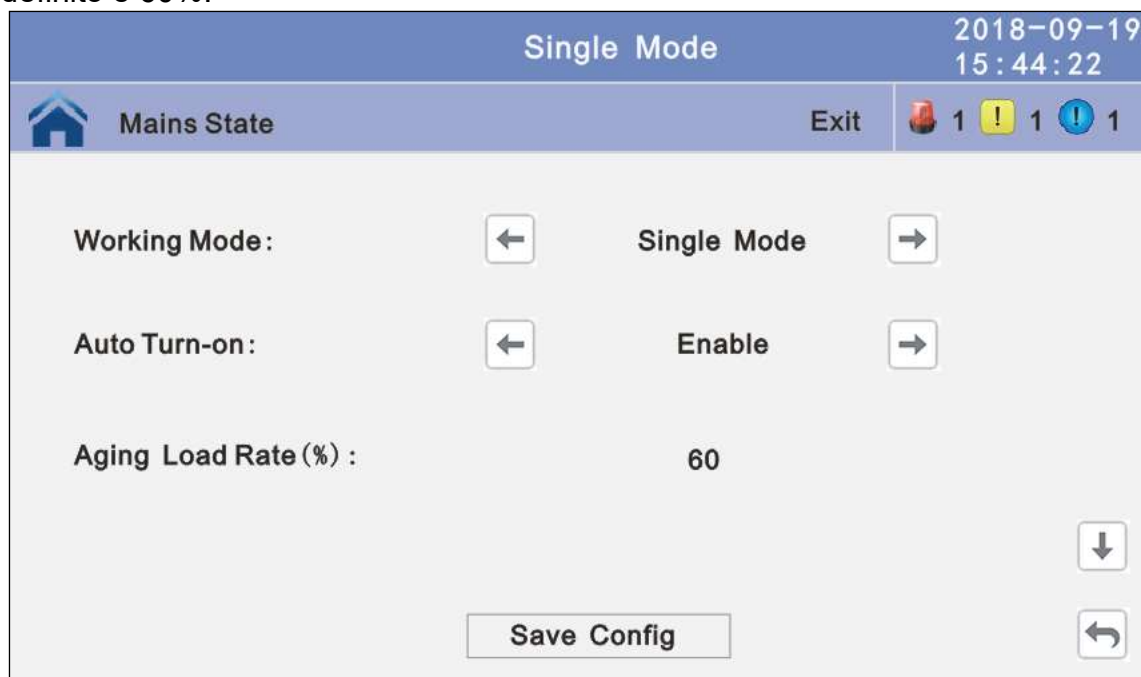 Single Mode
2018-09-19
15:44:22
Mains State Exit 1 ! 1 ! 1
Working Mode: Single Mode
Auto Turn-on: Enable
Aging Load Rate(%): 60
Save Config